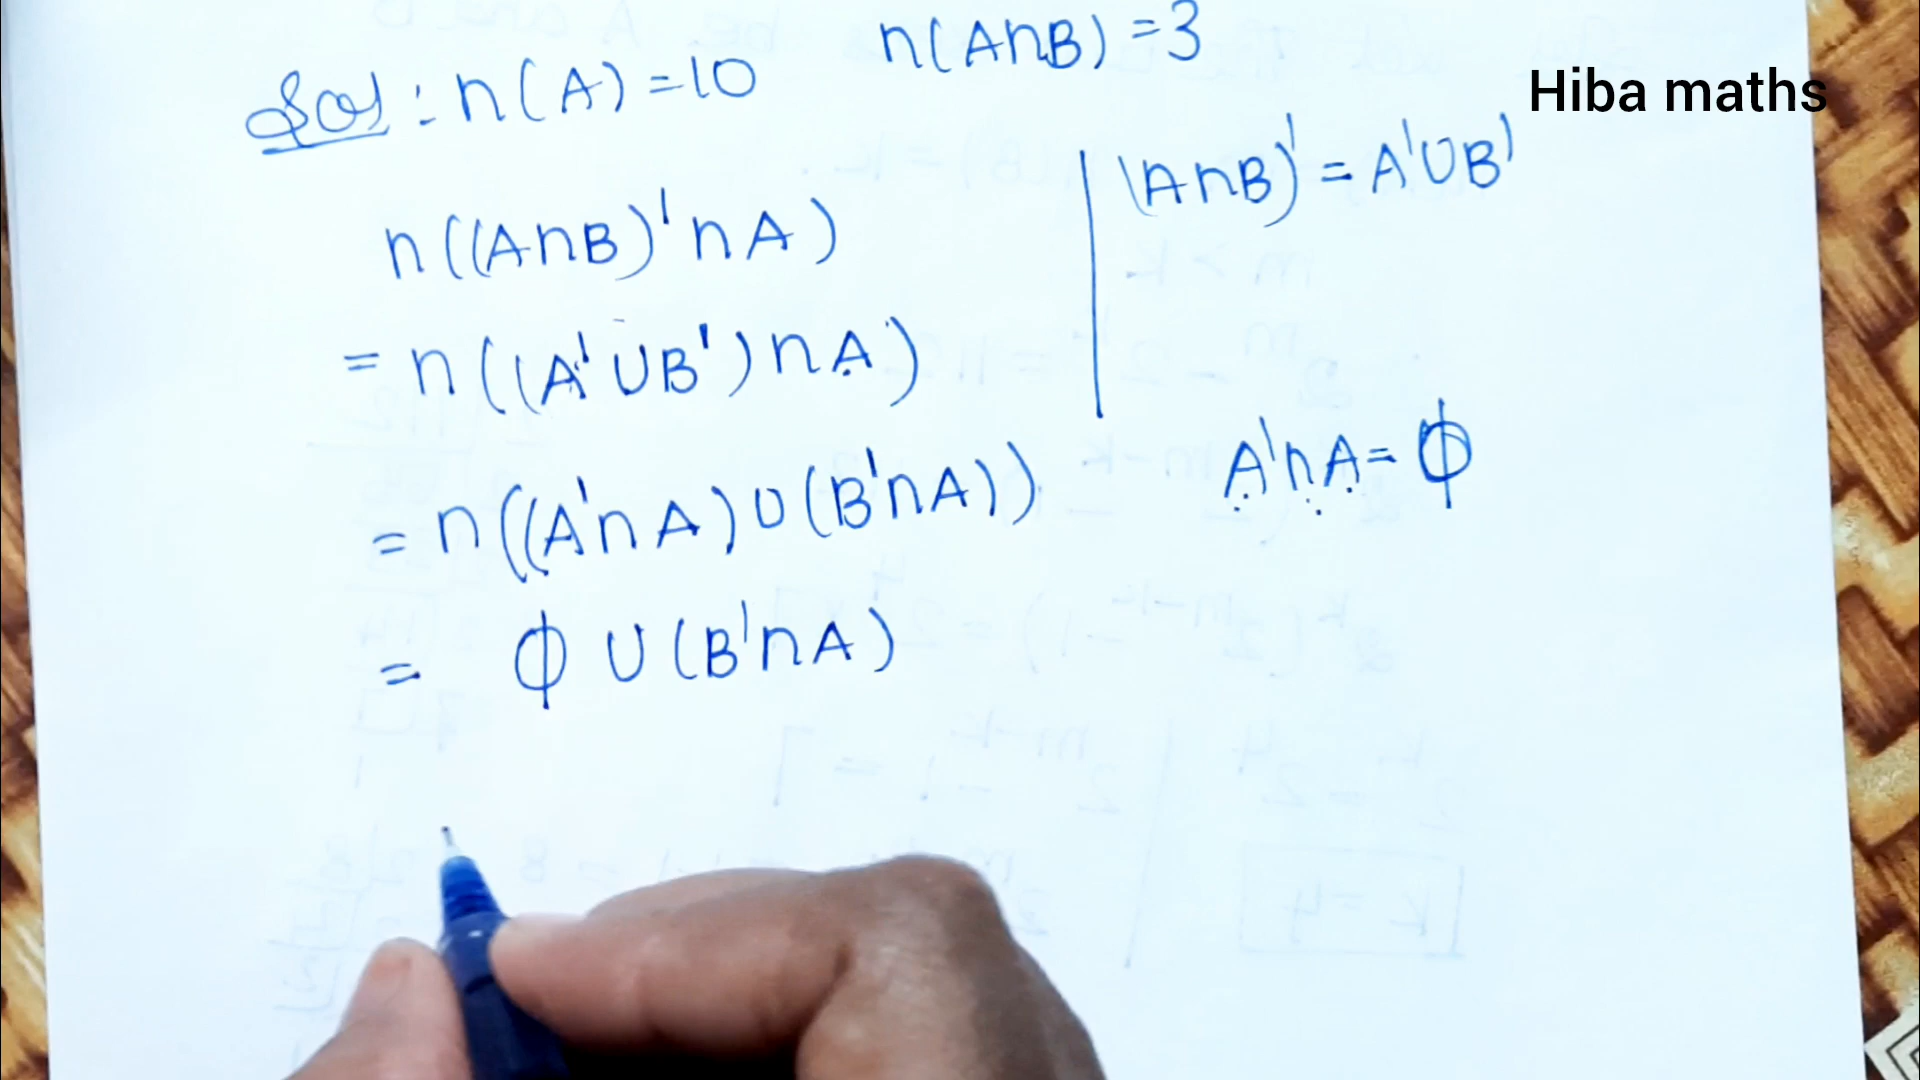 n(A∩B) = 3
Sol : n(A) = 10
Hiba maths
(A∩B)' = A'∪B'
n((A∩B)'∩A)
= n((A'∪B')∩A)
= n((A'∩A)∪(B'∩A))
A'∩A = ϕ
= ϕ ∪ (B'∩A)